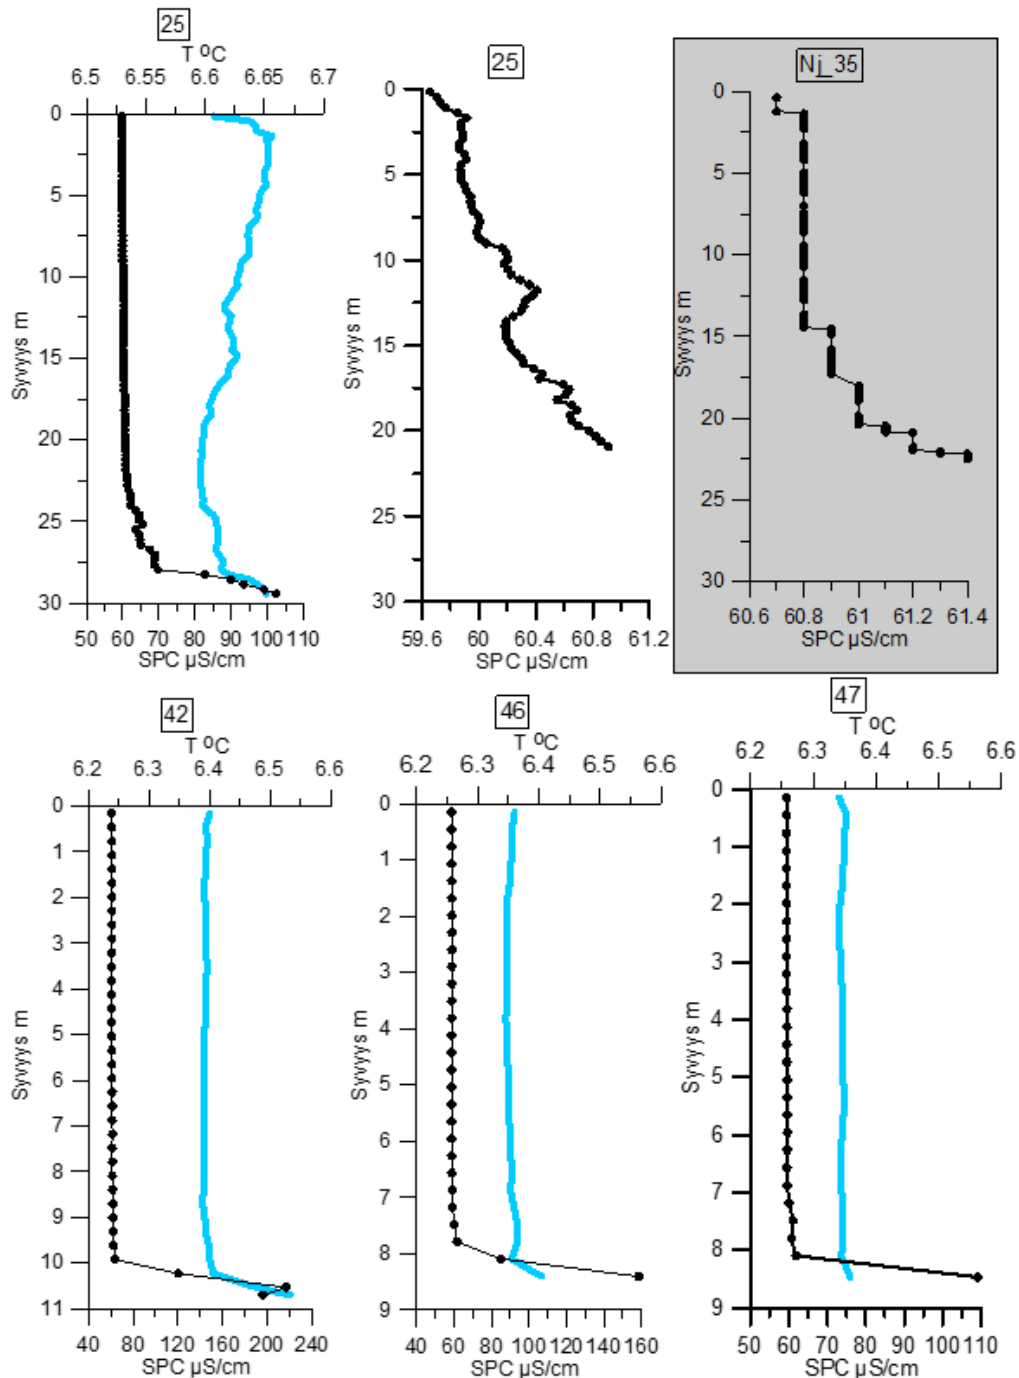 25
T ºC
6.5 6.55 6.6 6.65 6.7
0
5
10
15
20
25
30
Syvyys m
50 60 70 80 90 100 110
SPC µS/cm
25
0
5
10
15
20
25
30
Syvyys m
59.6 60 60.4 60.8 61.2
SPC µS/cm
Nj_35
0
5
10
15
20
25
30
Syvyys m
60.6 60.8 61 61.2 61.4
SPC µS/cm
42
T ºC
6.2 6.3 6.4 6.5 6.6
0
1
2
3
4
5
6
7
8
9
10
11
Syvyys m
40 80 120 160 200 240
SPC µS/cm
46
T ºC
6.2 6.3 6.4 6.5 6.6
0
1
2
3
4
5
6
7
8
9
Syvyys m
40 60 80 100 120 140 160
SPC µS/cm
47
T ºC
6.2 6.3 6.4 6.5 6.6
0
1
2
3
4
5
6
7
8
9
Syvyys m
50 60 70 80 90 100 110
SPC µS/cm